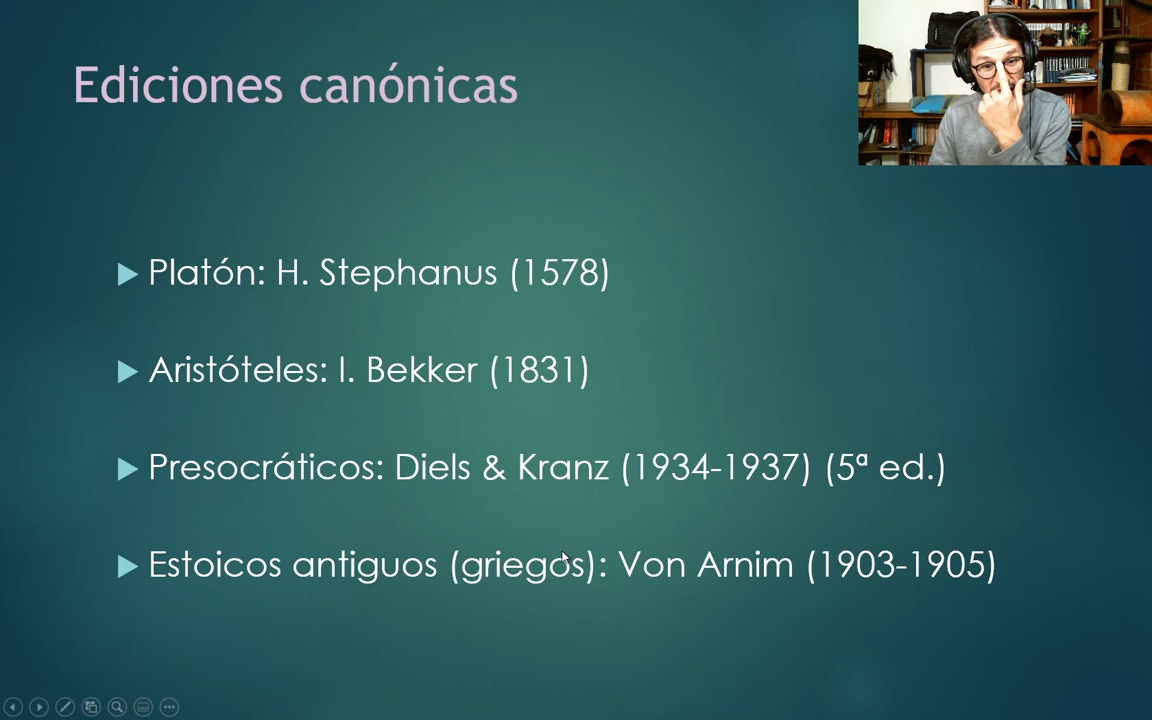 Ediciones canónicas
Platón: H. Stephanus (1578)
Aristóteles: I. Bekker (1831)
Presocráticos: Diels & Kranz (1934-1937) (5ª ed.)
Estoicos antiguos (griegos): Von Arnim (1903-1905)